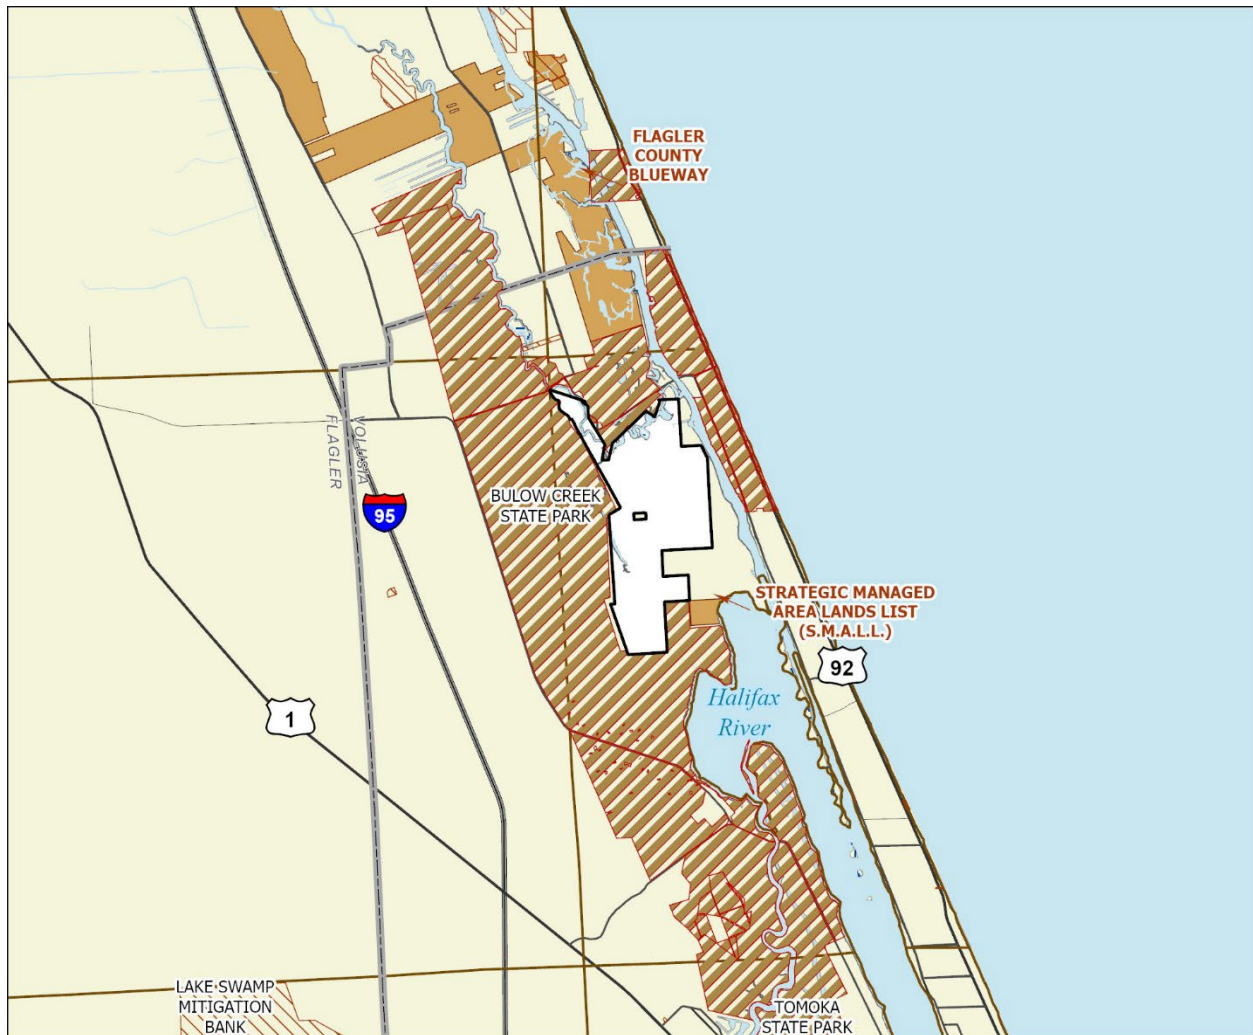 FLAGLER
COUNTY
BLUEWAY
VOLUSIA
FLAGLER
95
BULOW CREEK
STATE PARK
STRATEGIC MANAGED
AREA LANDS LIST
(S.M.A.L.L.)
92
Halifax
River
1
LAKE SWAMP
MITIGATION
BANK
TOMOKA
STATE PARK